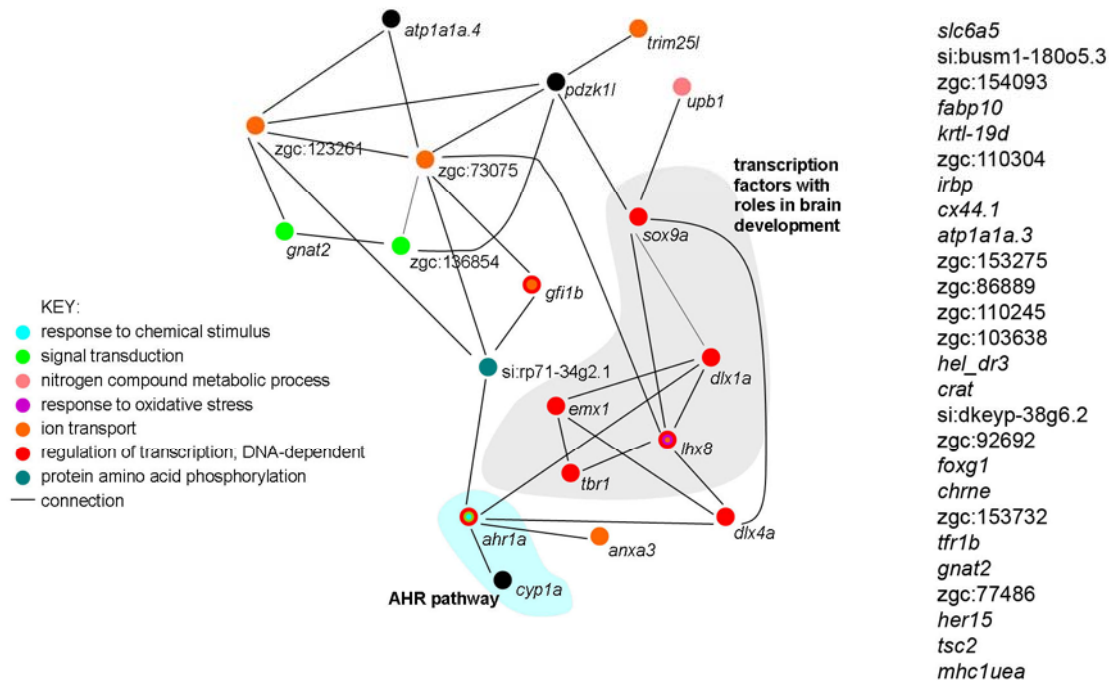 atp1a1a.4
trim25l
pdzk1l
upb1
zgc:123261
zgc:73075
transcription
factors with
roles in brain
development
sox9a
gnat2
zgc:136854
gfi1b
KEY:
response to chemical stimulus
signal transduction
nitrogen compound metabolic process
response to oxidative stress
ion transport
regulation of transcription, DNA-dependent
protein amino acid phosphorylation
connection
si:rp71-34g2.1
dlx1a
emx1
lhx8
tbr1
ahr1a
anxa3
dlx4a
cyp1a
AHR pathway
slc6a5
si:busm1-180o5.3
zgc:154093
fabp10
krtl-19d
zgc:110304
irbp
cx44.1
atp1a1a.3
zgc:153275
zgc:86889
zgc:110245
zgc:103638
hel_dr3
crat
si:dkeyp-38g6.2
zgc:92692
foxg1
chrne
zgc:153732
tfr1b
gnat2
zgc:77486
her15
tsc2
mhc1uea